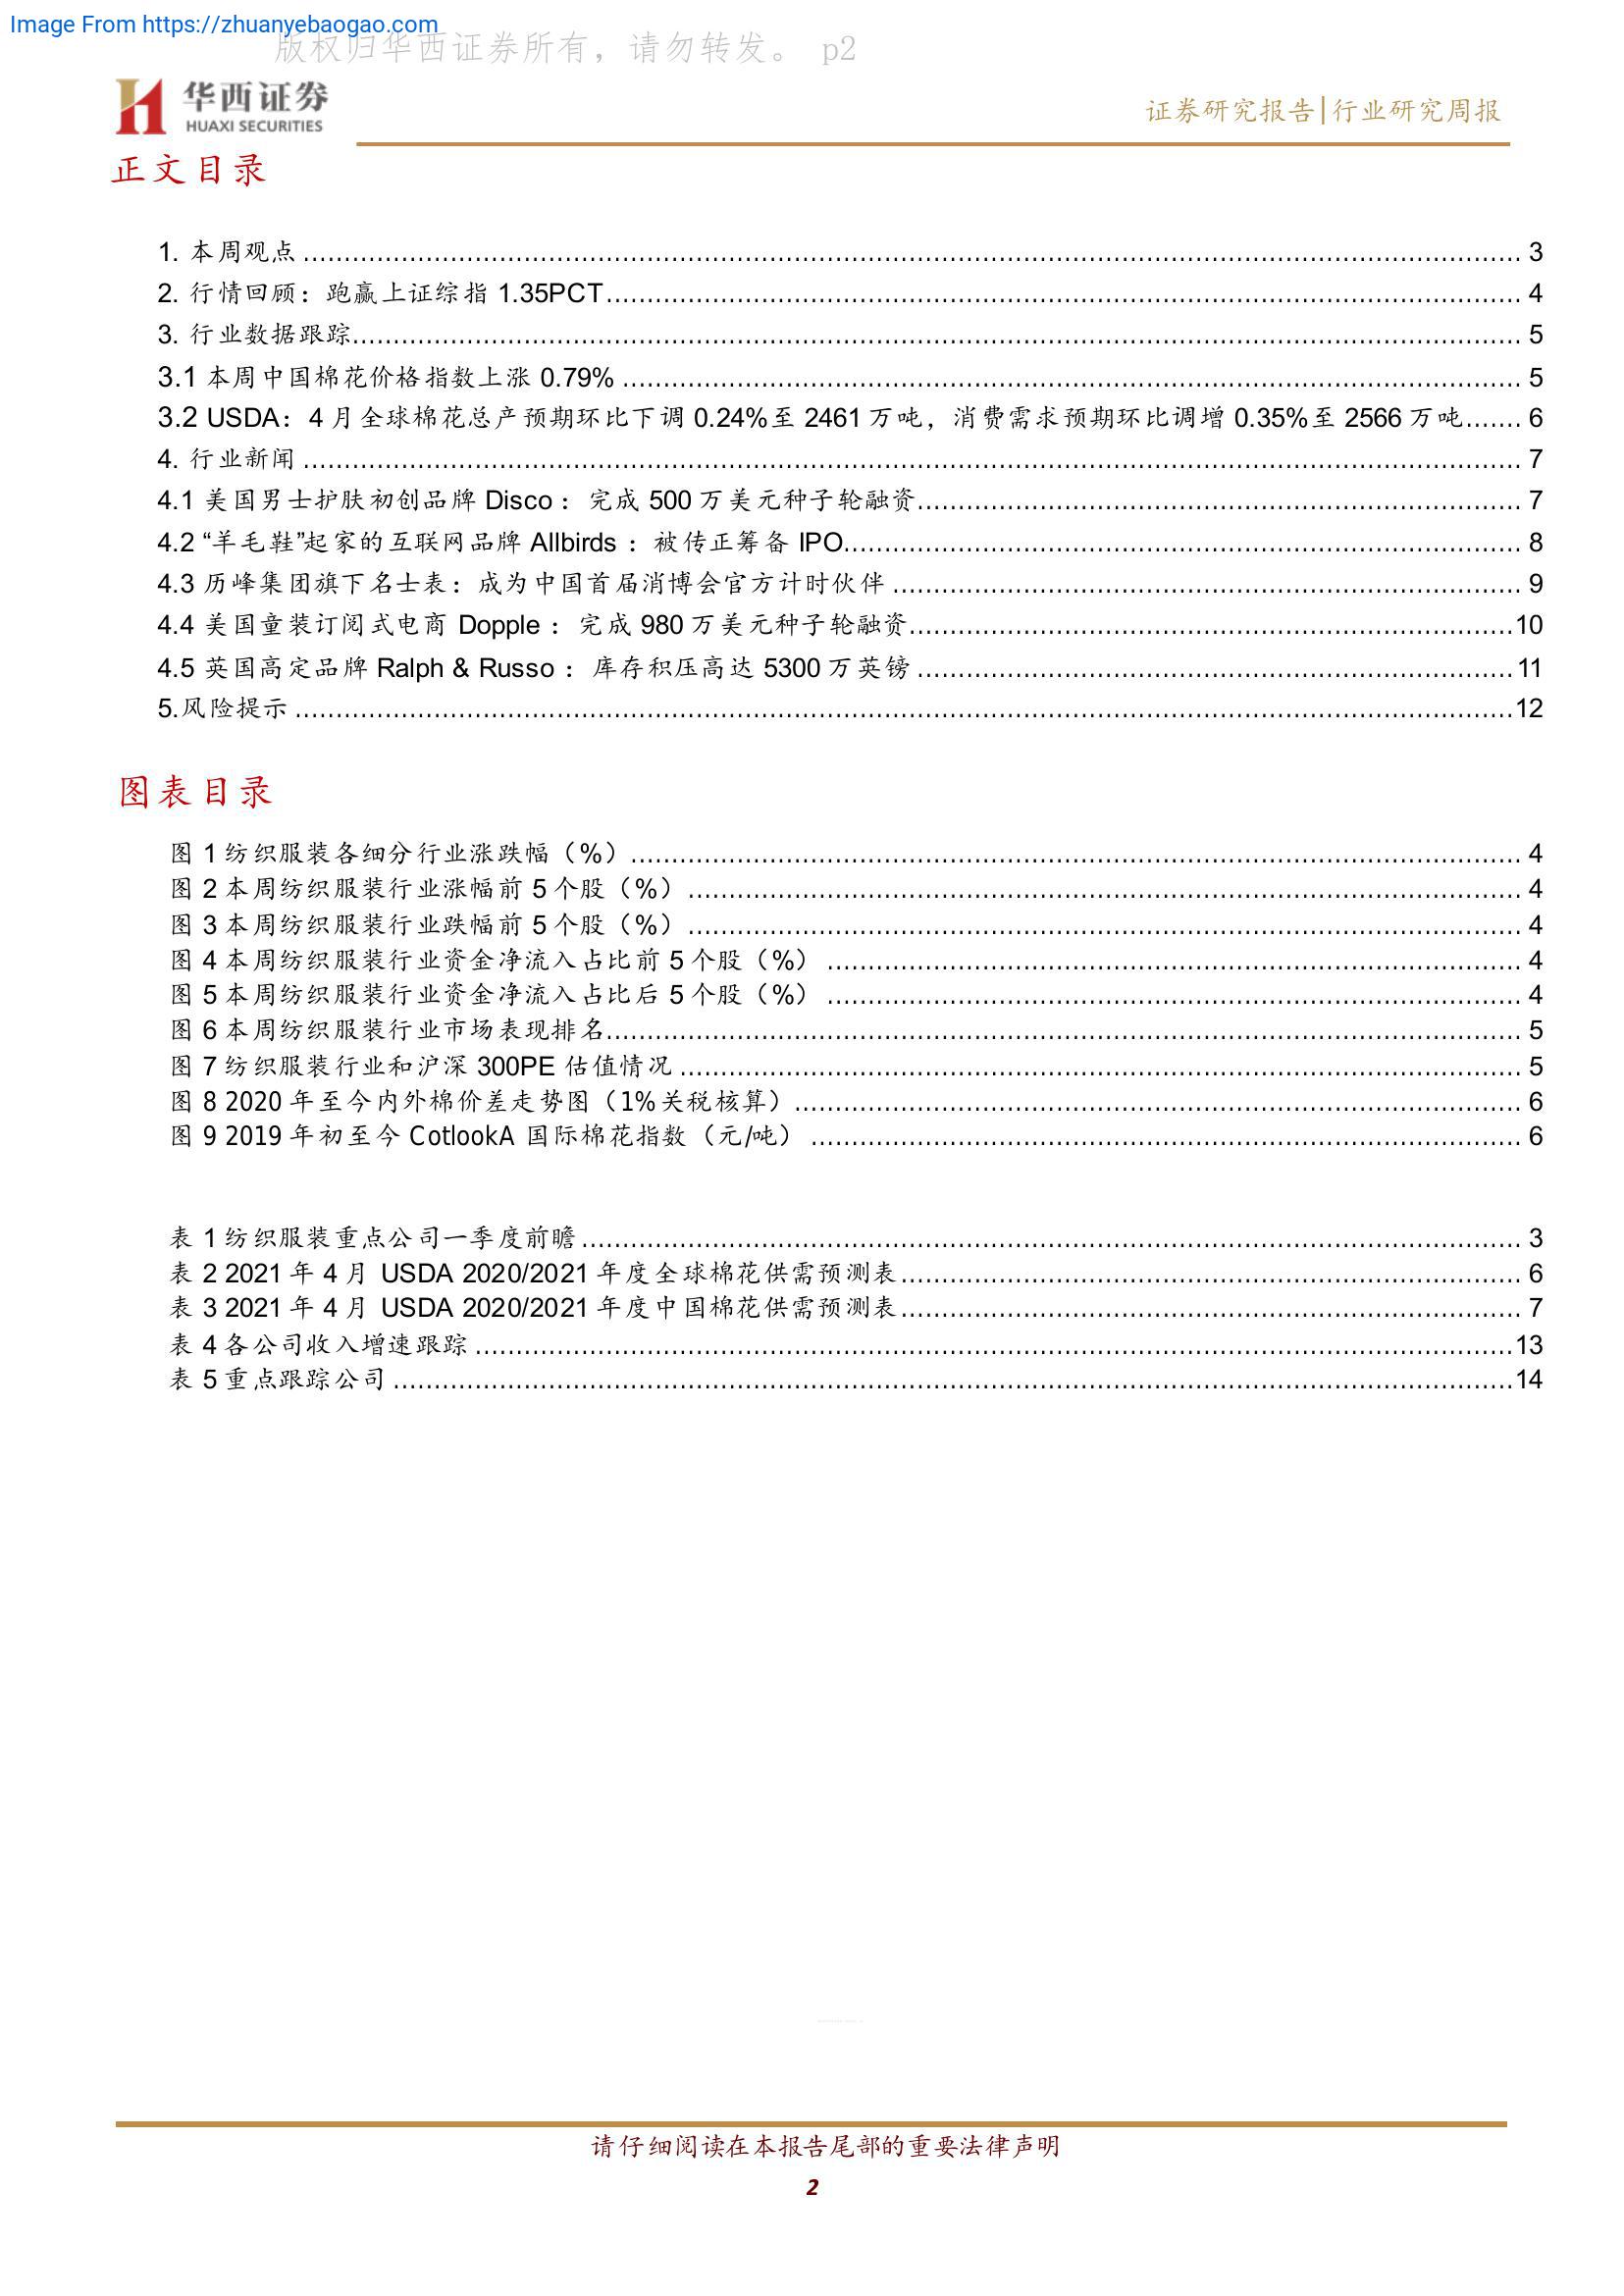 Image From https://zhuanyebaogao.com
版权归华西证券所有，请勿转发。 p2
华西证券
HUAXI SECURITIES
证券研究报告|行业研究周报
正文目录
1. 本周观点 ........ 3
2. 行情回顾：跑赢上证综指 1.35PCT ........ 4
3. 行业数据跟踪 ........ 5
3.1 本周中国棉花价格指数上涨 0.79% ........ 5
3.2 USDA：4 月全球棉花总产预期环比下调 0.24%至 2461 万吨，消费需求预期环比调增 0.35%至 2566 万吨 ....... 6
4. 行业新闻 ........ 7
4.1 美国男士护肤初创品牌 Disco ：完成 500 万美元种子轮融资 ........ 7
4.2 “羊毛鞋”起家的互联网品牌 Allbirds ：被传正筹备 IPO ........ 8
4.3 历峰集团旗下名士表：成为中国首届消博会官方计时伙伴 ........ 9
4.4 美国童装订阅式电商 Dopple ：完成 980 万美元种子轮融资 ........ 10
4.5 英国高定品牌 Ralph & Russo ：库存积压高达 5300 万英镑 ........ 11
5.风险提示 ........ 12
图表目录
图 1 纺织服装各细分行业涨跌幅（%） ........ 4
图 2 本周纺织服装行业涨幅前 5 个股（%） ........ 4
图 3 本周纺织服装行业跌幅前 5 个股（%） ........ 4
图 4 本周纺织服装行业资金净流入占比前 5 个股（%） ........ 4
图 5 本周纺织服装行业资金净流入占比后 5 个股（%） ........ 4
图 6 本周纺织服装行业市场表现排名 ........ 5
图 7 纺织服装行业和沪深 300PE 估值情况 ........ 5
图 8 2020 年至今内外棉价差走势图（1%关税核算） ........ 6
图 9 2019 年初至今 CotlookA 国际棉花指数（元/吨） ........ 6
表 1 纺织服装重点公司一季度前瞻 ........ 3
表 2 2021 年 4 月 USDA 2020/2021 年度全球棉花供需预测表 ........ 6
表 3 2021 年 4 月 USDA 2020/2021 年度中国棉花供需预测表 ........ 7
表 4 各公司收入增速跟踪 ........ 13
表 5 重点跟踪公司 ........ 14
请仔细阅读在本报告尾部的重要法律声明
2